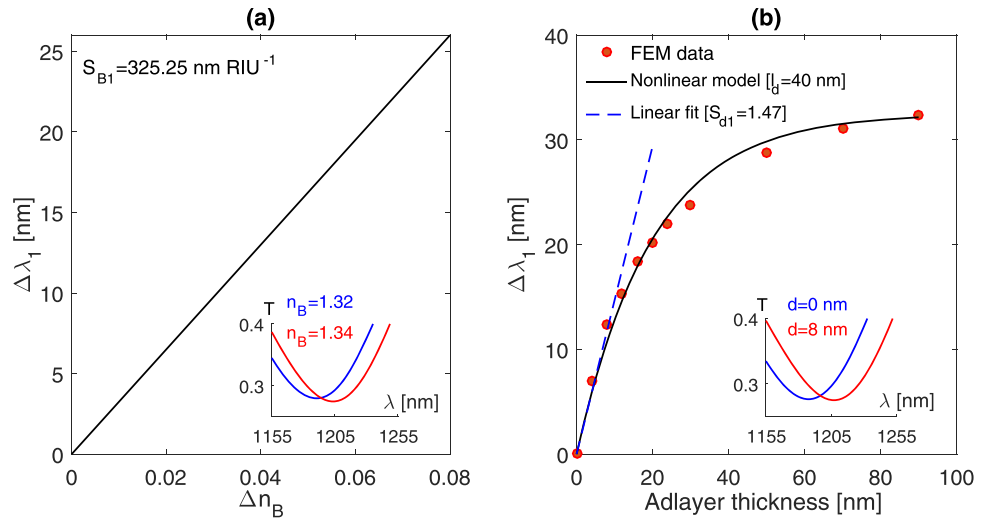 (a)
S_B1=325.25 nm RIU^-1
Δλ_1 [nm]
25
20
15
10
5
0
0
0.02
0.04
0.06
0.08
Δn_B
T
n_B=1.32
n_B=1.34
0.4
0.3
λ [nm]
1155
1205
1255
(b)
FEM data
Nonlinear model [l_d=40 nm]
Linear fit [S_d1=1.47]
Δλ_1 [nm]
40
30
20
10
0
0
20
40
60
80
100
Adlayer thickness [nm]
T
d=0 nm
d=8 nm
0.4
0.3
λ [nm]
1155
1205
1255